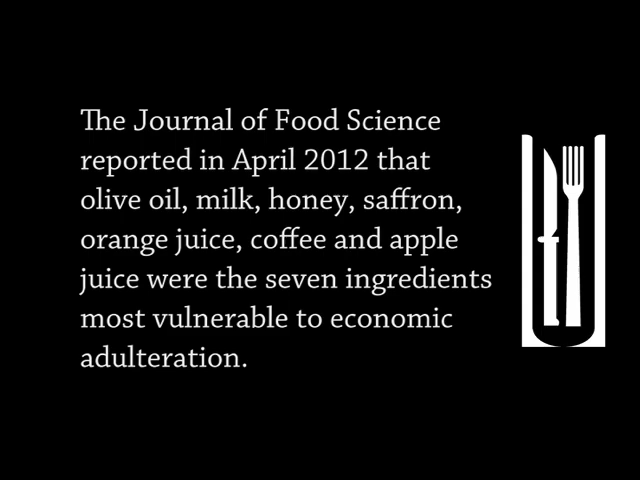 The Journal of Food Science
reported in April 2012 that
olive oil, milk, honey, saffron,
orange juice, coffee and apple
juice were the seven ingredients
most vulnerable to economic
adulteration.